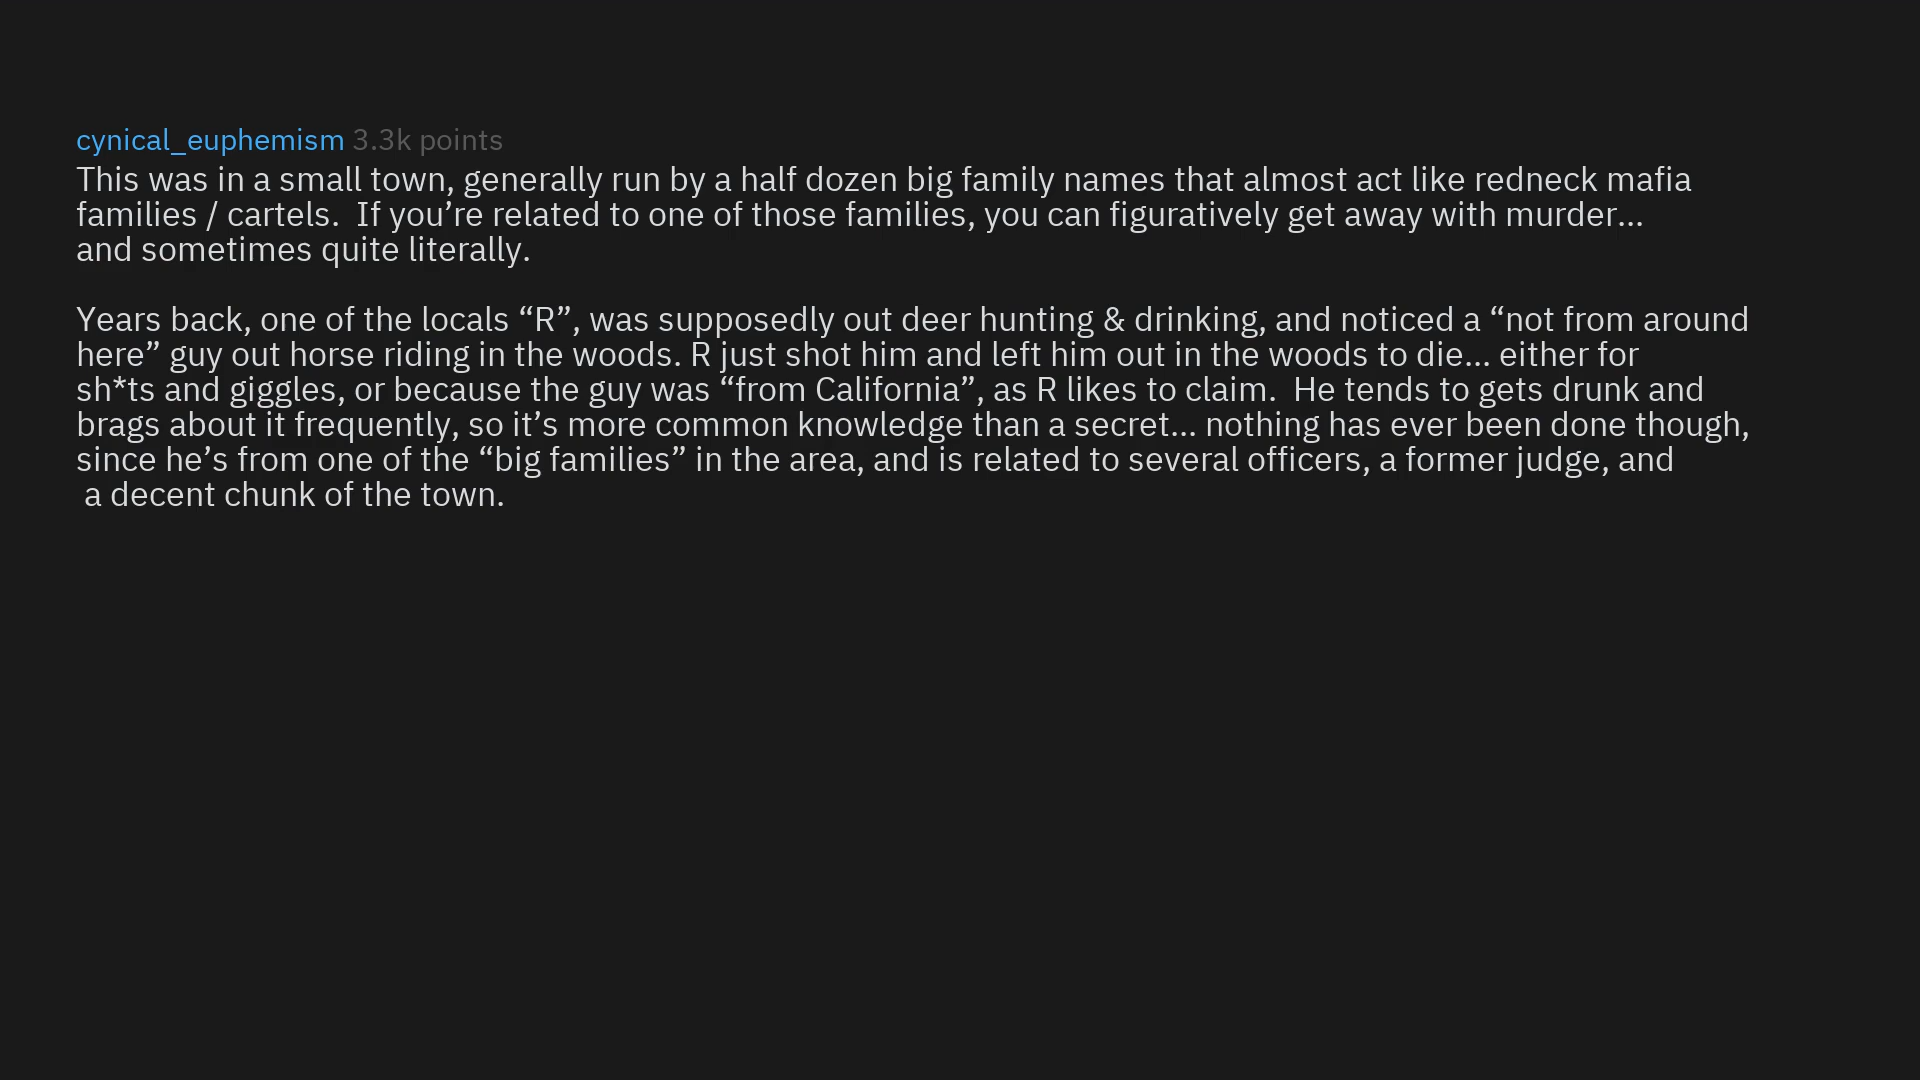 cynical_euphemism 3.3k points
This was in a small town, generally run by a half dozen big family names that almost act like redneck mafia
families / cartels.  If you’re related to one of those families, you can figuratively get away with murder...
and sometimes quite literally.
Years back, one of the locals “R”, was supposedly out deer hunting & drinking, and noticed a “not from around
here” guy out horse riding in the woods. R just shot him and left him out in the woods to die... either for
sh*ts and giggles, or because the guy was “from California”, as R likes to claim.  He tends to gets drunk and
brags about it frequently, so it’s more common knowledge than a secret... nothing has ever been done though,
since he’s from one of the “big families” in the area, and is related to several officers, a former judge, and
a decent chunk of the town.